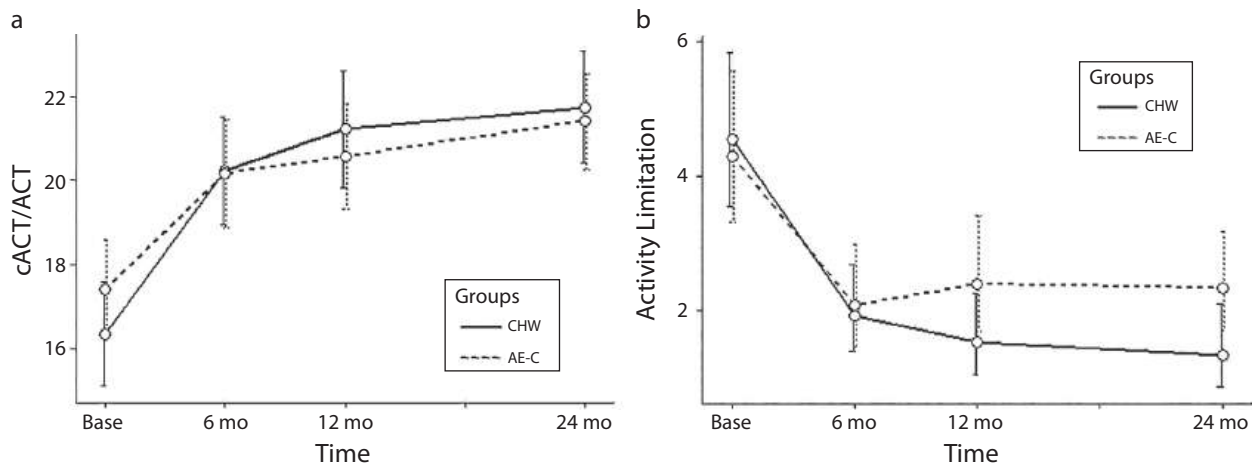 a
cACT/ACT
22
20
18
16
Base
6 mo
12 mo
24 mo
Time
Groups
CHW
AE-C
b
Activity Limitation
6
4
2
Base
6 mo
12 mo
24 mo
Time
Groups
CHW
AE-C